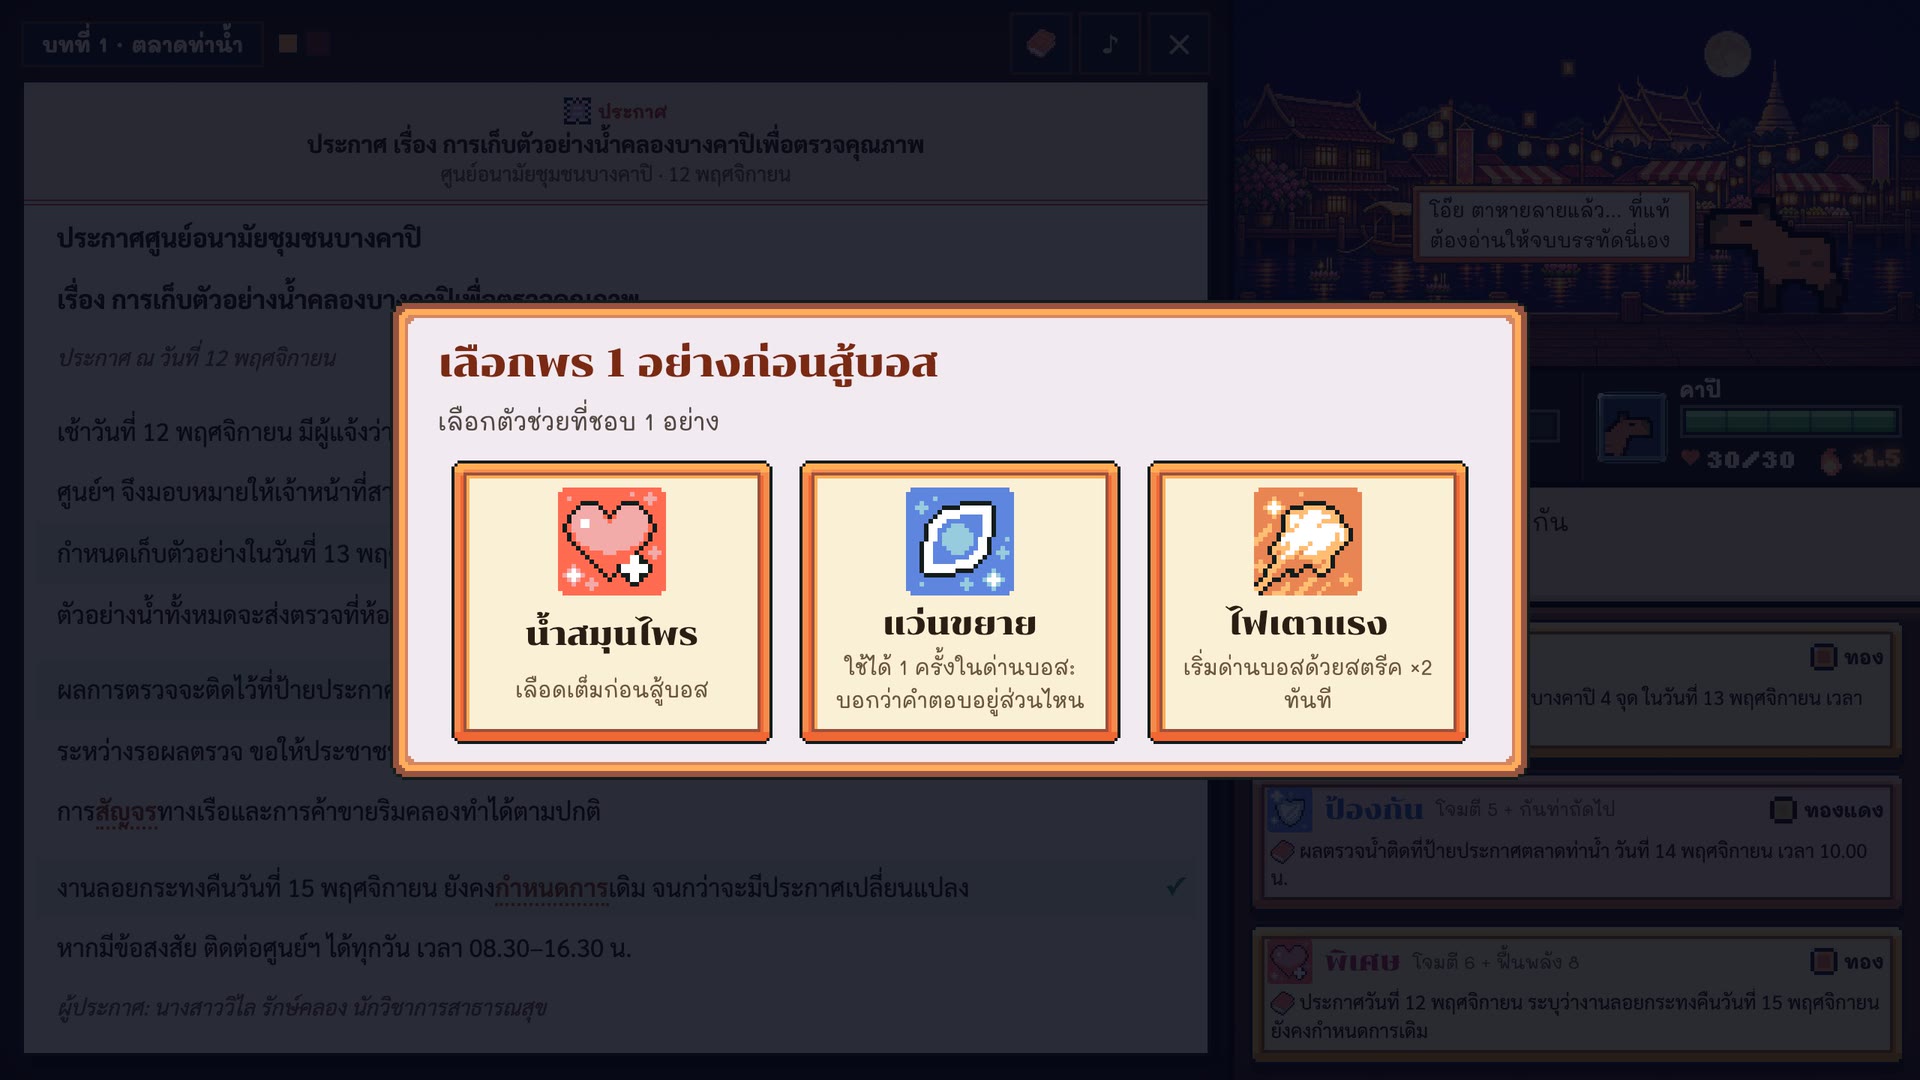 บทที่ 1 · ตลาดท่าน้ำ
ประกาศ
ประกาศ เรื่อง การเก็บตัวอย่างน้ำคลองบางคาปิเพื่อตรวจคุณภาพ
ศูนย์อนามัยชุมชนบางคาปิ · 12 พฤศจิกายน
ประกาศศูนย์อนามัยชุมชนบางคาปิ
เรื่อง การเก็บตัวอย่างน้ำคลองบางคาปิเพื่อตรวจคุณภาพ
ประกาศ ณ วันที่ 12 พฤศจิกายน
เช้าวันที่ 12 พฤศจิกายน มีผู้แจ้งว่า
ศูนย์ฯ จึงมอบหมายให้เจ้าหน้าที่
กำหนดเก็บตัวอย่างในวันที่ 13
ตัวอย่างน้ำทั้งหมดจะส่งตรวจที่
ผลการตรวจจะติดไว้ที่ป้าย
ระหว่างรอผลตรวจ ขอให้
การสัญจรทางเรือและการค้าขายริมคลองทำได้ตามปกติ
งานลอยกระทงคืนวันที่ 15 พฤศจิกายน ยังคงกำหนดการเดิม จนกว่าจะมีประกาศเปลี่ยนแปลง ✓
หากมีข้อสงสัย ติดต่อศูนย์ฯ ได้ทุกวัน เวลา 08.30–16.30 น.
ผู้ประกาศ: นางสาววิไล รักษ์คลอง นักวิชาการสาธารณสุข
เลือกพร 1 อย่างก่อนสู้บอส
เลือกตัวช่วยที่ชอบ 1 อย่าง
น้ำสมุนไพร
เลือดเต็มก่อนสู้บอส
แว่นขยาย
ใช้ได้ 1 ครั้งในด่านบอส:
บอกว่าคำตอบอยู่ส่วนไหน
ไฟเตาแรง
เริ่มด่านบอสด้วยสตรีค ×2
ทันที
โอ๊ย ตาหายลายแล้ว... ที่แท้
ต้องอ่านให้จบบรรทัดนี่เอง
คาปิ
30/30 ×1.5
กัน
ทอง
บางคาปิ 4 จุด ในวันที่ 13 พฤศจิกายน เวลา
ป้องกัน โจมตี 5 + กันท่าถัดไป ทองแดง
ผลตรวจน้ำติดที่ป้ายประกาศตลาดท่าน้ำ วันที่ 14 พฤศจิกายน เวลา 10.00
น.
พิเศษ โจมตี 6 + ฟื้นพลัง 8 ทอง
ประกาศวันที่ 12 พฤศจิกายน ระบุว่างานลอยกระทงคืนวันที่ 15 พฤศจิกายน
ยังคงกำหนดการเดิม